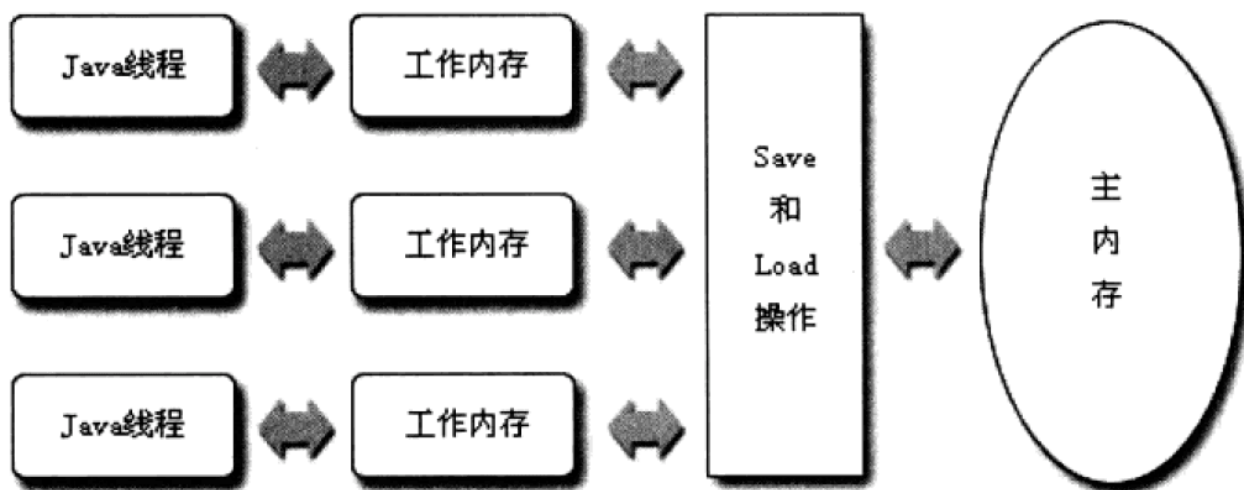 Java线程
工作内存
Java线程
工作内存
Java线程
工作内存
Save
和
Load
操作
主
内
存